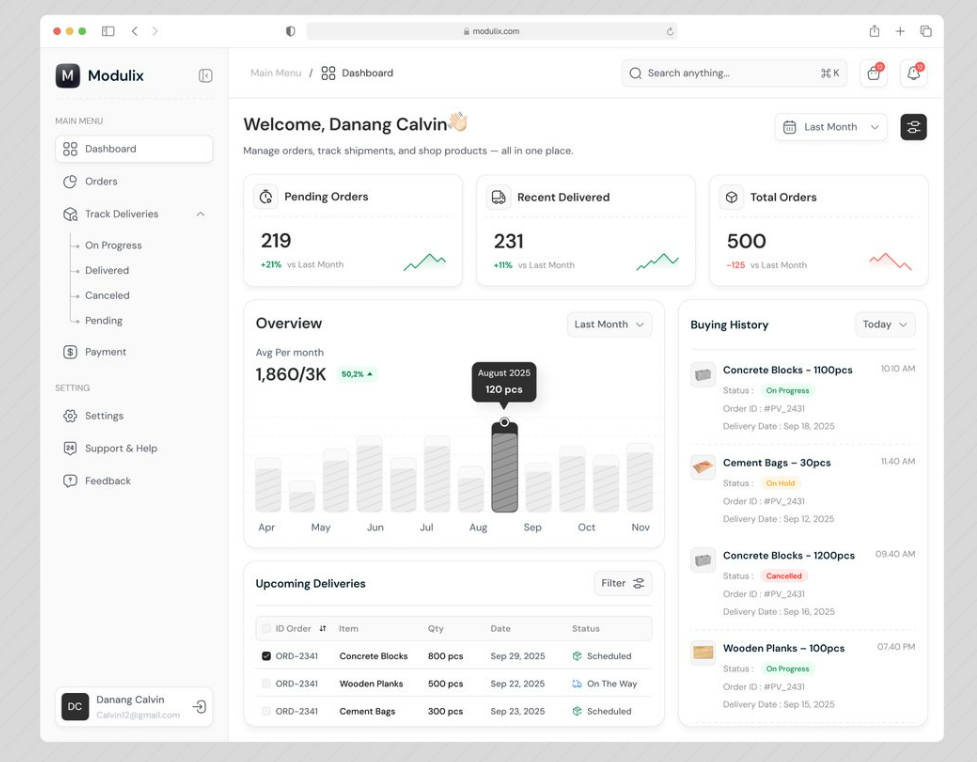 modulix.com
M Modulix
Main Menu / Dashboard
Search anything...
⌘ K
MAIN MENU
Dashboard
Orders
Track Deliveries
On Progress
Delivered
Canceled
Pending
$ Payment
SETTING
Settings
24 Support & Help
? Feedback
DC
Danang Calvin
Calvin12@gmail.com
Welcome, Danang Calvin👋🏻
Manage orders, track shipments, and shop products — all in one place.
Last Month
Pending Orders
219
+21% vs Last Month
Recent Delivered
231
+11% vs Last Month
Total Orders
500
-125 vs Last Month
Overview
Last Month
Avg Per month
1,860/3K 50,2%
August 2025
120 pcs
Apr May Jun Jul Aug Sep Oct Nov
Upcoming Deliveries
Filter
ID Order Item Qty Date Status
ORD-2341 Concrete Blocks 800 pcs Sep 29, 2025 Scheduled
ORD-2341 Wooden Planks 500 pcs Sep 22, 2025 On The Way
ORD-2341 Cement Bags 300 pcs Sep 23, 2025 Scheduled
Buying History
Today
Concrete Blocks - 1100pcs 10.10 AM
Status : On Progress
Order ID : #PV_2431
Delivery Date : Sep 18, 2025
Cement Bags – 30pcs 11.40 AM
Status : On Hold
Order ID : #PV_2431
Delivery Date : Sep 12, 2025
Concrete Blocks - 1200pcs 09.40 AM
Status : Cancelled
Order ID : #PV_2431
Delivery Date : Sep 16, 2025
Wooden Planks – 100pcs 07.40 PM
Status : On Progress
Order ID : #PV_2431
Delivery Date : Sep 15, 2025